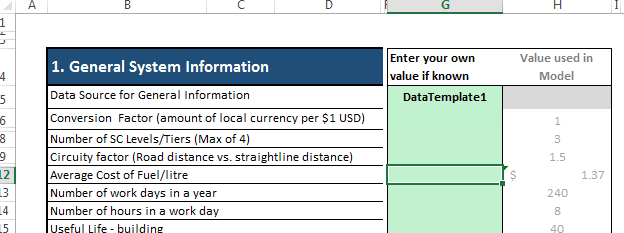 A B C D F G H I
1
2
3
Enter your own Value used in
4 1. General System Information value if known Model
5 Data Source for General Information DataTemplate1
6 Conversion Factor (amount of local currency per $1 USD) 1
8 Number of SC Levels/Tiers (Max of 4) 3
9 Circuity factor (Road distance vs. straightline distance) 1.5
12 Average Cost of Fuel/litre $ 1.37
13 Number of work days in a year 240
14 Number of hours in a work day 8
15 Useful Life - building 40